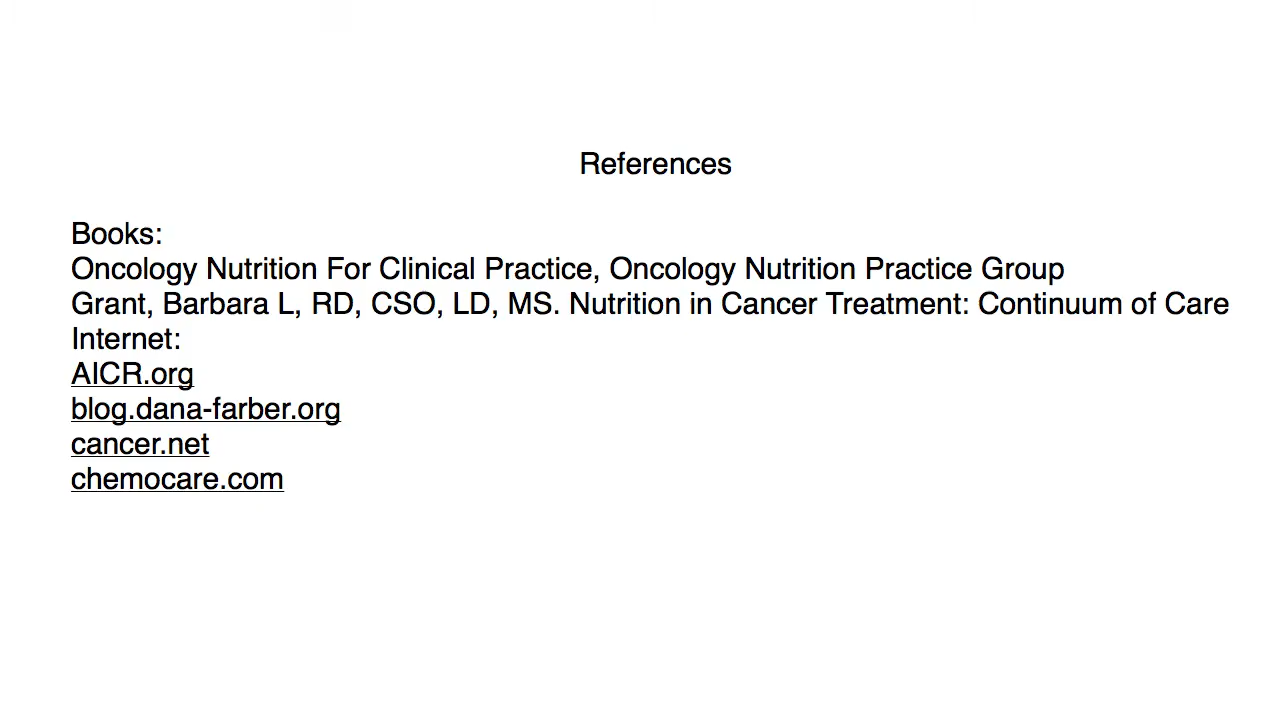 References
Books:
Oncology Nutrition For Clinical Practice, Oncology Nutrition Practice Group
Grant, Barbara L, RD, CSO, LD, MS. Nutrition in Cancer Treatment: Continuum of Care
Internet:
AICR.org
blog.dana-farber.org
cancer.net
chemocare.com